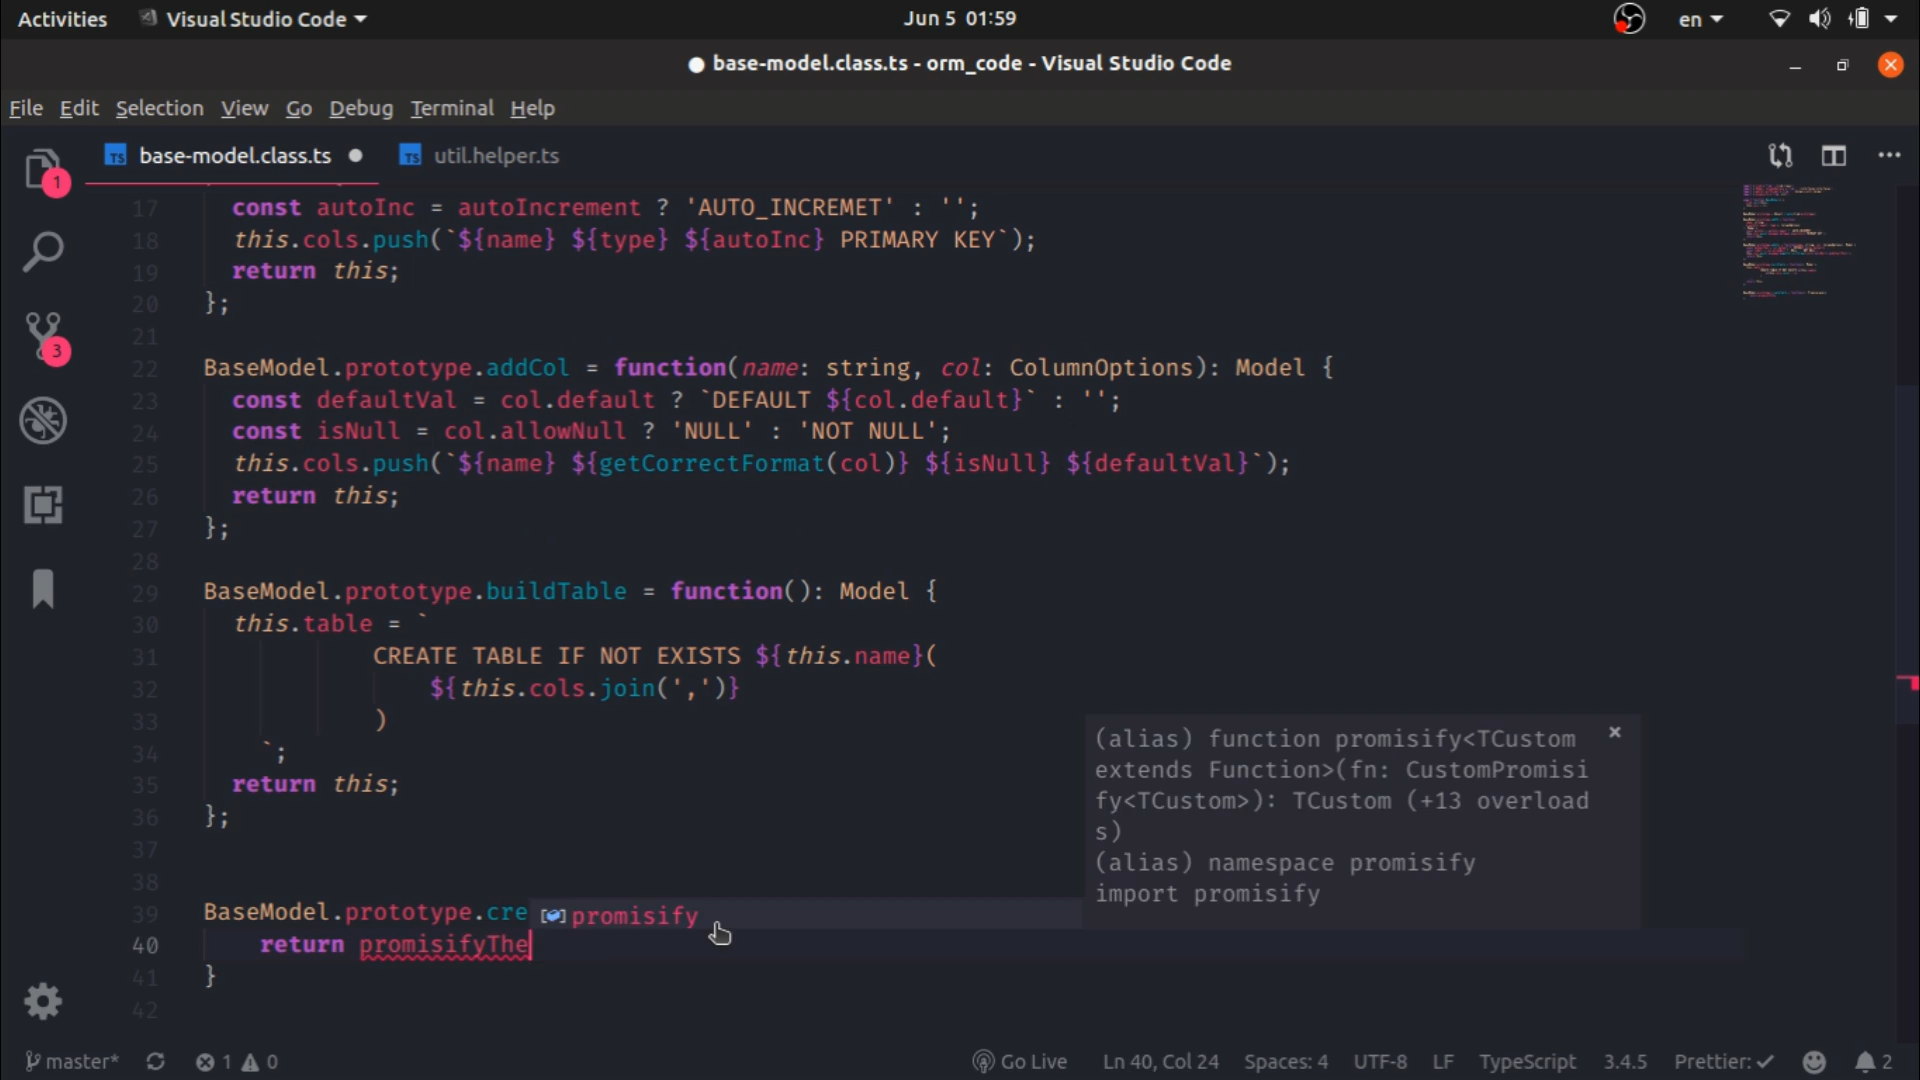 Activities
Visual Studio Code
Jun 5 01:59
en
● base-model.class.ts - orm_code - Visual Studio Code
File Edit Selection View Go Debug Terminal Help
TS base-model.class.ts ●
TS util.helper.ts
1
3
17 const autoInc = autoIncrement ? 'AUTO_INCREMET' : '';
18 this.cols.push(`${name} ${type} ${autoInc} PRIMARY KEY`);
19 return this;
20 };
21
22 BaseModel.prototype.addCol = function(name: string, col: ColumnOptions): Model {
23 const defaultVal = col.default ? `DEFAULT ${col.default}` : '';
24 const isNull = col.allowNull ? 'NULL' : 'NOT NULL';
25 this.cols.push(`${name} ${getCorrectFormat(col)} ${isNull} ${defaultVal}`);
26 return this;
27 };
28
29 BaseModel.prototype.buildTable = function(): Model {
30 this.table = `
31 CREATE TABLE IF NOT EXISTS ${this.name}(
32 ${this.cols.join(',')}
33 )
34 `;
35 return this;
36 };
37
38
39 BaseModel.prototype.cre
40 return promisifyThe
41 }
42
promisify
(alias) function promisify<TCustom
extends Function>(fn: CustomPromisi
fy<TCustom>): TCustom (+13 overload
s)
(alias) namespace promisify
import promisify
master* 1 0 Go Live Ln 40, Col 24 Spaces: 4 UTF-8 LF TypeScript 3.4.5 Prettier: ✓ 2